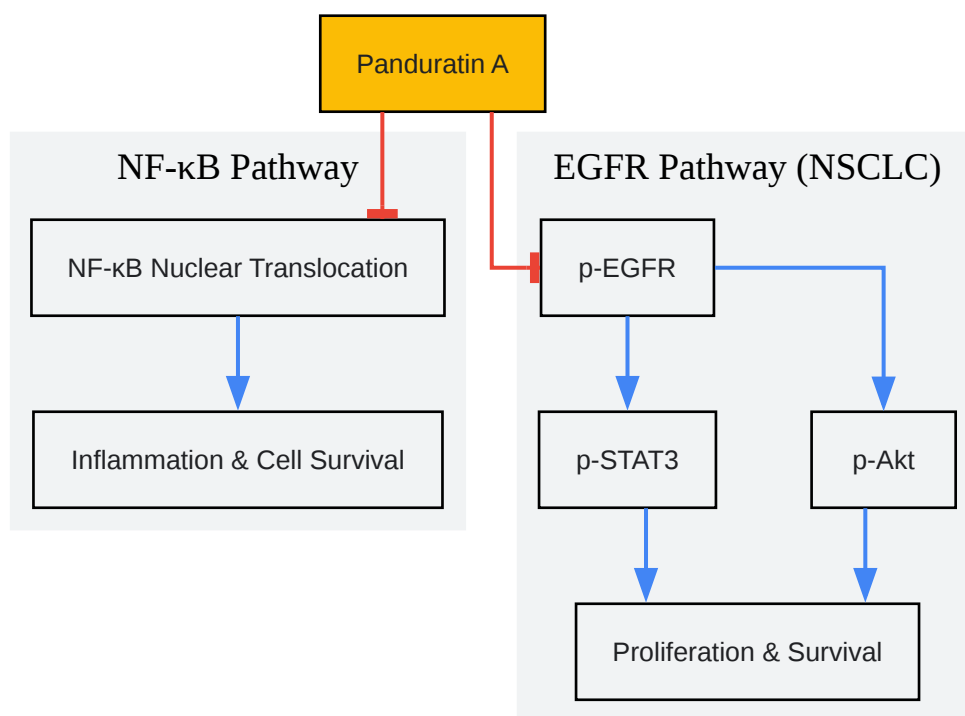 Panduratin A
NF-κB Pathway
NF-κB Nuclear Translocation
Inflammation & Cell Survival
EGFR Pathway (NSCLC)
p-EGFR
p-STAT3
p-Akt
Proliferation & Survival